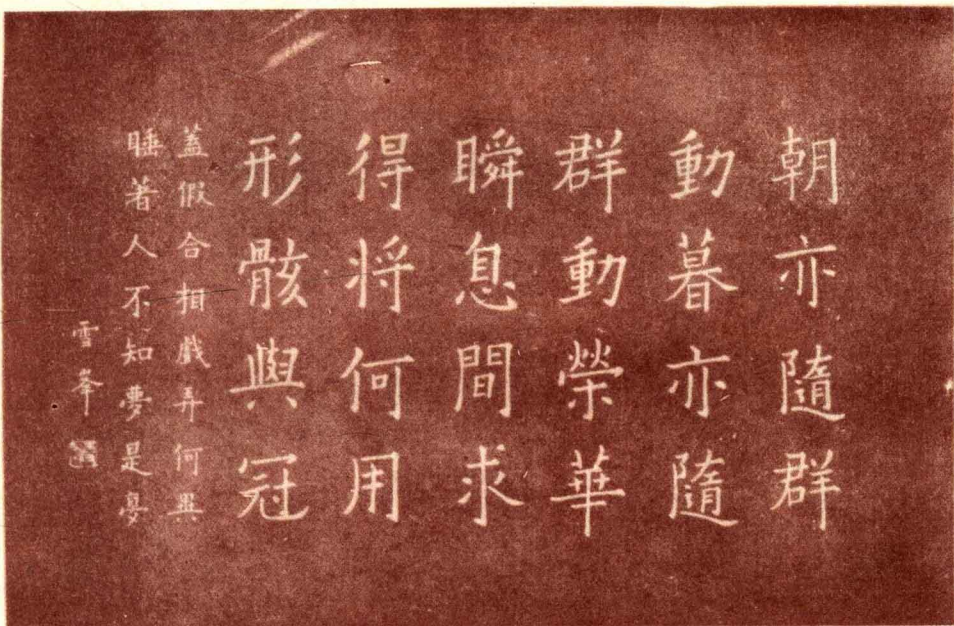 朝亦隨群
動暮亦隨
群動榮華
瞬息間求
得將何用
形骸與冠
蓋假合相戲弄何異
睡著人不知夢是夢
雪峯